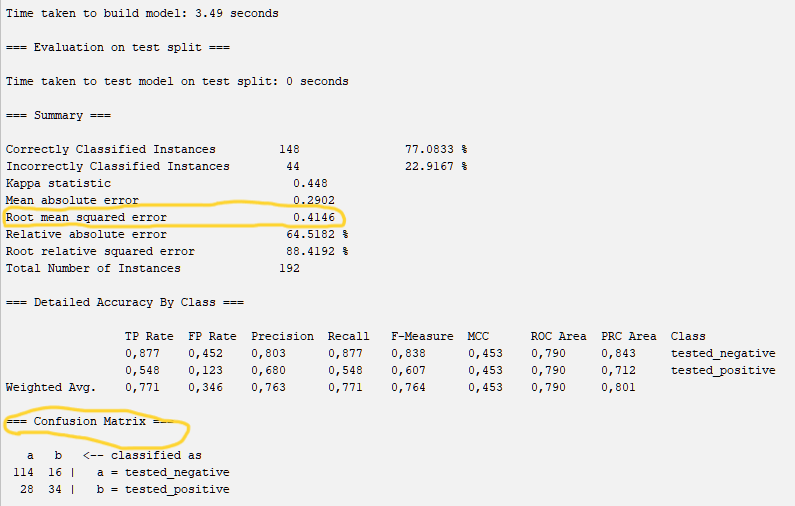 Time taken to build model: 3.49 seconds
=== Evaluation on test split ===
Time taken to test model on test split: 0 seconds
=== Summary ===
Correctly Classified Instances 148 77.0833 %
Incorrectly Classified Instances 44 22.9167 %
Kappa statistic 0.448
Mean absolute error 0.2902
Root mean squared error 0.4146
Relative absolute error 64.5182 %
Root relative squared error 88.4192 %
Total Number of Instances 192
=== Detailed Accuracy By Class ===
TP Rate FP Rate Precision Recall F-Measure MCC ROC Area PRC Area Class
0,877 0,452 0,803 0,877 0,838 0,453 0,790 0,843 tested_negative
0,548 0,123 0,680 0,548 0,607 0,453 0,790 0,712 tested_positive
Weighted Avg. 0,771 0,346 0,763 0,771 0,764 0,453 0,790 0,801
=== Confusion Matrix ===
a b <-- classified as
114 16 | a = tested_negative
28 34 | b = tested_positive